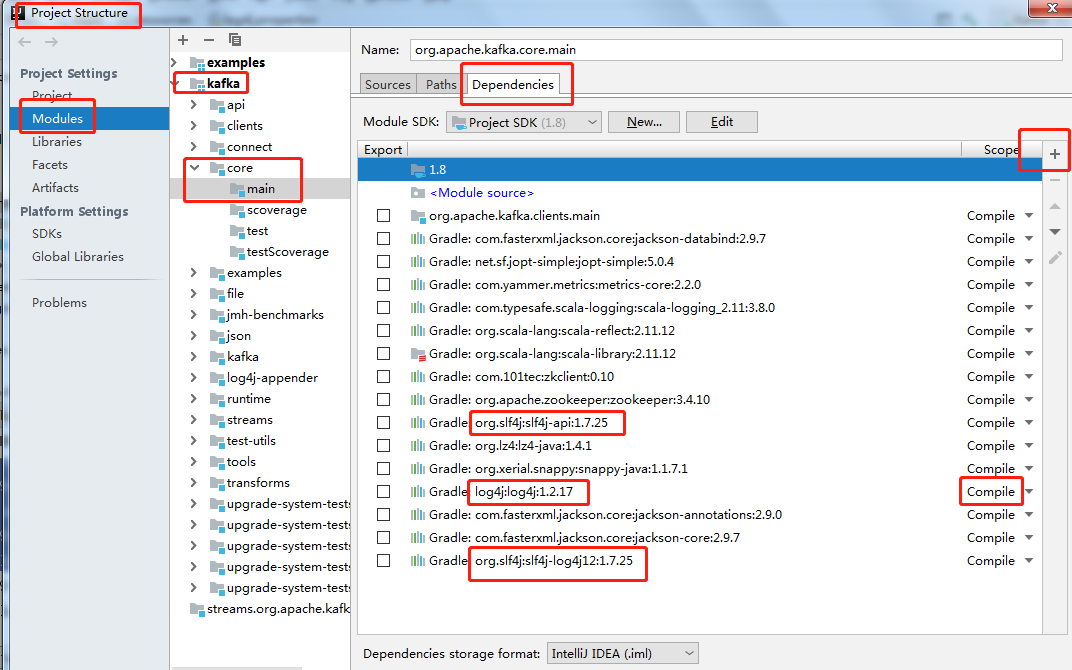 Project Structure
Project Settings
Project
Modules
Libraries
Facets
Artifacts
Platform Settings
SDKs
Global Libraries
Problems
examples
kafka
api
clients
connect
core
main
scoverage
test
testScoverage
examples
file
jmh-benchmarks
json
kafka
log4j-appender
runtime
streams
test-utils
tools
transforms
upgrade-system-tests
upgrade-system-tests
upgrade-system-tests
upgrade-system-tests
upgrade-system-tests
streams.org.apache.kafk
Name: org.apache.kafka.core.main
Sources Paths Dependencies
Module SDK: Project SDK (1.8) New... Edit
Export Scope
1.8
<Module source>
org.apache.kafka.clients.main Compile
Gradle: com.fasterxml.jackson.core:jackson-databind:2.9.7 Compile
Gradle: net.sf.jopt-simple:jopt-simple:5.0.4 Compile
Gradle: com.yammer.metrics:metrics-core:2.2.0 Compile
Gradle: com.typesafe.scala-logging:scala-logging_2.11:3.8.0 Compile
Gradle: org.scala-lang:scala-reflect:2.11.12 Compile
Gradle: org.scala-lang:scala-library:2.11.12 Compile
Gradle: com.101tec:zkclient:0.10 Compile
Gradle: org.apache.zookeeper:zookeeper:3.4.10 Compile
Gradle: org.slf4j:slf4j-api:1.7.25 Compile
Gradle: org.lz4:lz4-java:1.4.1 Compile
Gradle: org.xerial.snappy:snappy-java:1.1.7.1 Compile
Gradle: log4j:log4j:1.2.17 Compile
Gradle: com.fasterxml.jackson.core:jackson-annotations:2.9.0 Compile
Gradle: com.fasterxml.jackson.core:jackson-core:2.9.7 Compile
Gradle: org.slf4j:slf4j-log4j12:1.7.25 Compile
Dependencies storage format: IntelliJ IDEA (.iml)